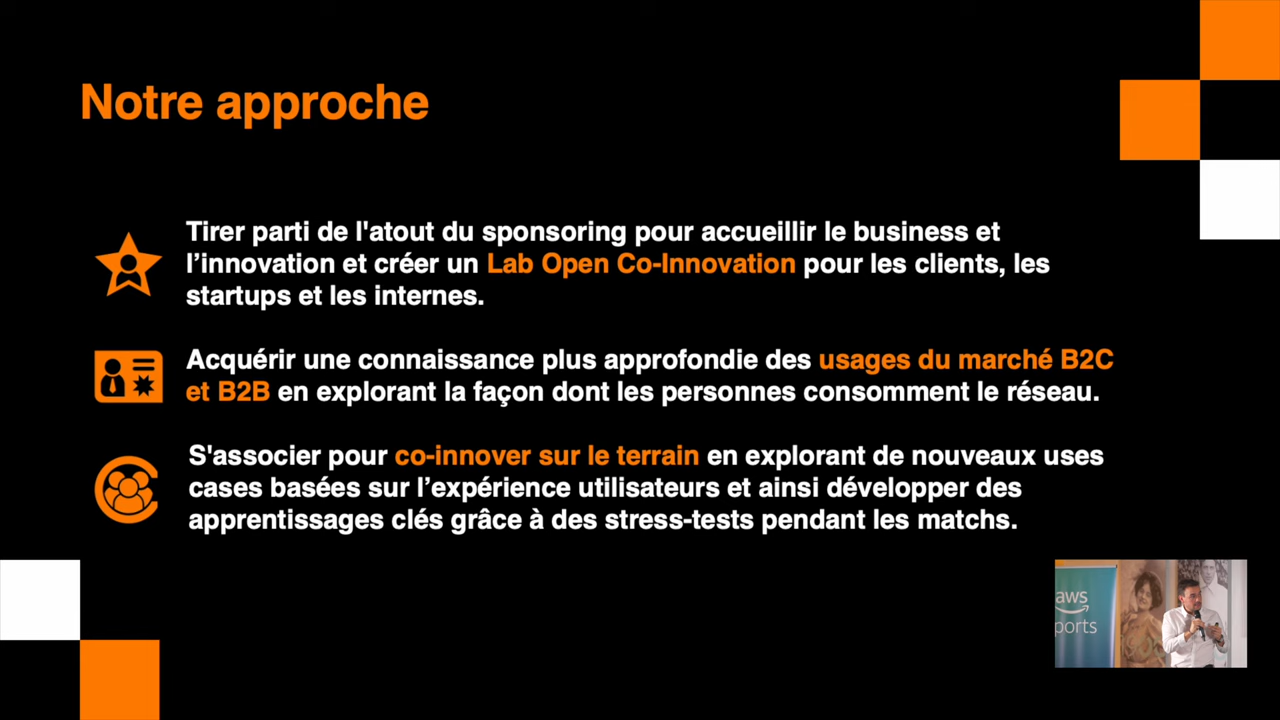 Notre approche
Tirer parti de l'atout du sponsoring pour accueillir le business et
l’innovation et créer un Lab Open Co-Innovation pour les clients, les
startups et les internes.
Acquérir une connaissance plus approfondie des usages du marché B2C
et B2B en explorant la façon dont les personnes consomment le réseau.
S'associer pour co-innover sur le terrain en explorant de nouveaux uses
cases basées sur l’expérience utilisateurs et ainsi développer des
apprentissages clés grâce à des stress-tests pendant les matchs.
aws
ports